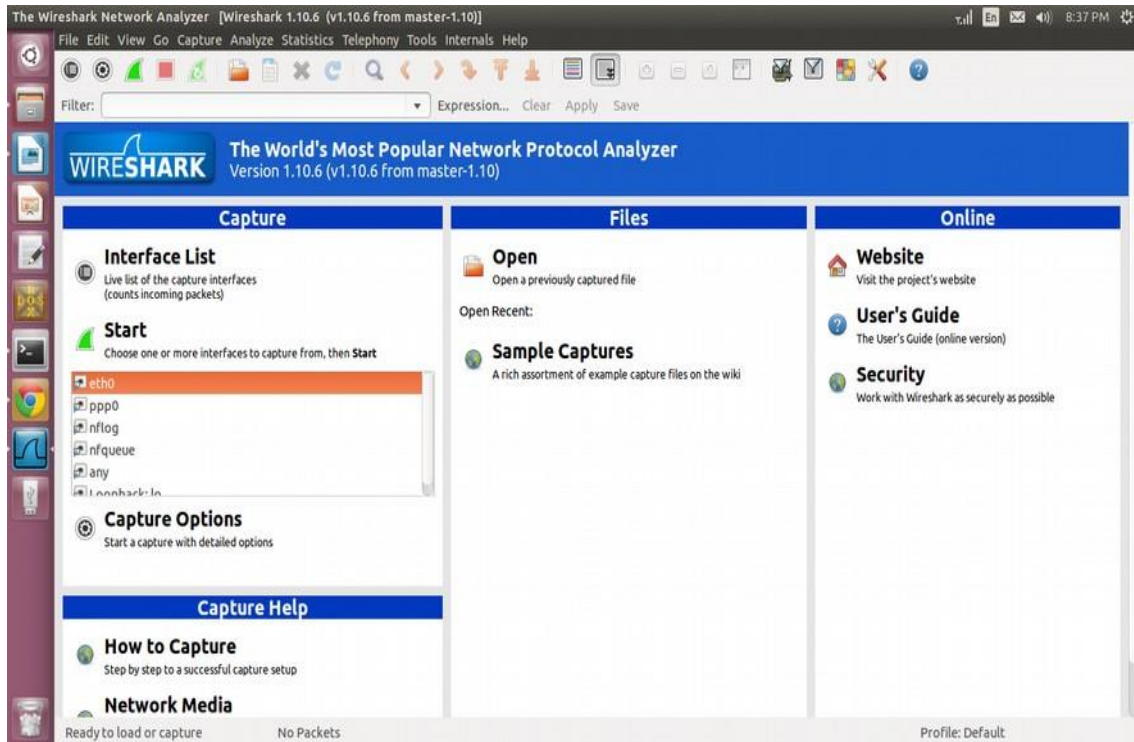 The Wireshark Network Analyzer [Wireshark 1.10.6 (v1.10.6 from master-1.10)]
En
8:37 PM
File Edit View Go Capture Analyze Statistics Telephony Tools Internals Help
Filter:
Expression... Clear Apply Save
WIRESHARK
The World's Most Popular Network Protocol Analyzer
Version 1.10.6 (v1.10.6 from master-1.10)
Capture
Interface List
Live list of the capture interfaces
(counts incoming packets)
Start
Choose one or more interfaces to capture from, then Start
eth0
ppp0
nflog
nfqueue
any
Loopback: lo
Capture Options
Start a capture with detailed options
Capture Help
How to Capture
Step by step to a successful capture setup
Network Media
Files
Open
Open a previously captured file
Open Recent:
Sample Captures
A rich assortment of example capture files on the wiki
Online
Website
Visit the project's website
User's Guide
The User's Guide (online version)
Security
Work with Wireshark as securely as possible
Ready to load or capture
No Packets
Profile: Default